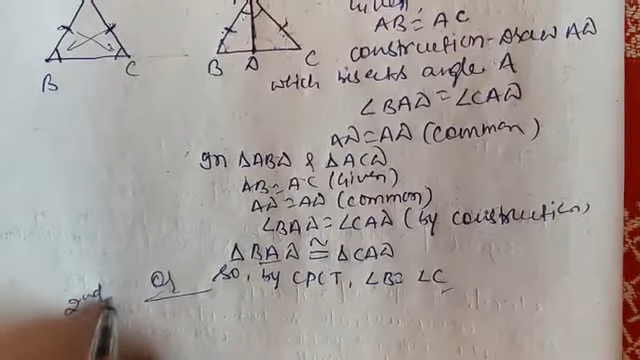 Given,
AB = AC
construction - Draw AD
which bisects angle A
∠BAD = ∠CAD
AD = AD (common)
In ΔABD & ΔACD
AB = AC (Given)
AD = AD (common)
∠BAD = ∠CAD (by construction)
ΔBAD ≅ ΔCAD
So, by CPCT, ∠B = ∠C
B C
B D C
2nd